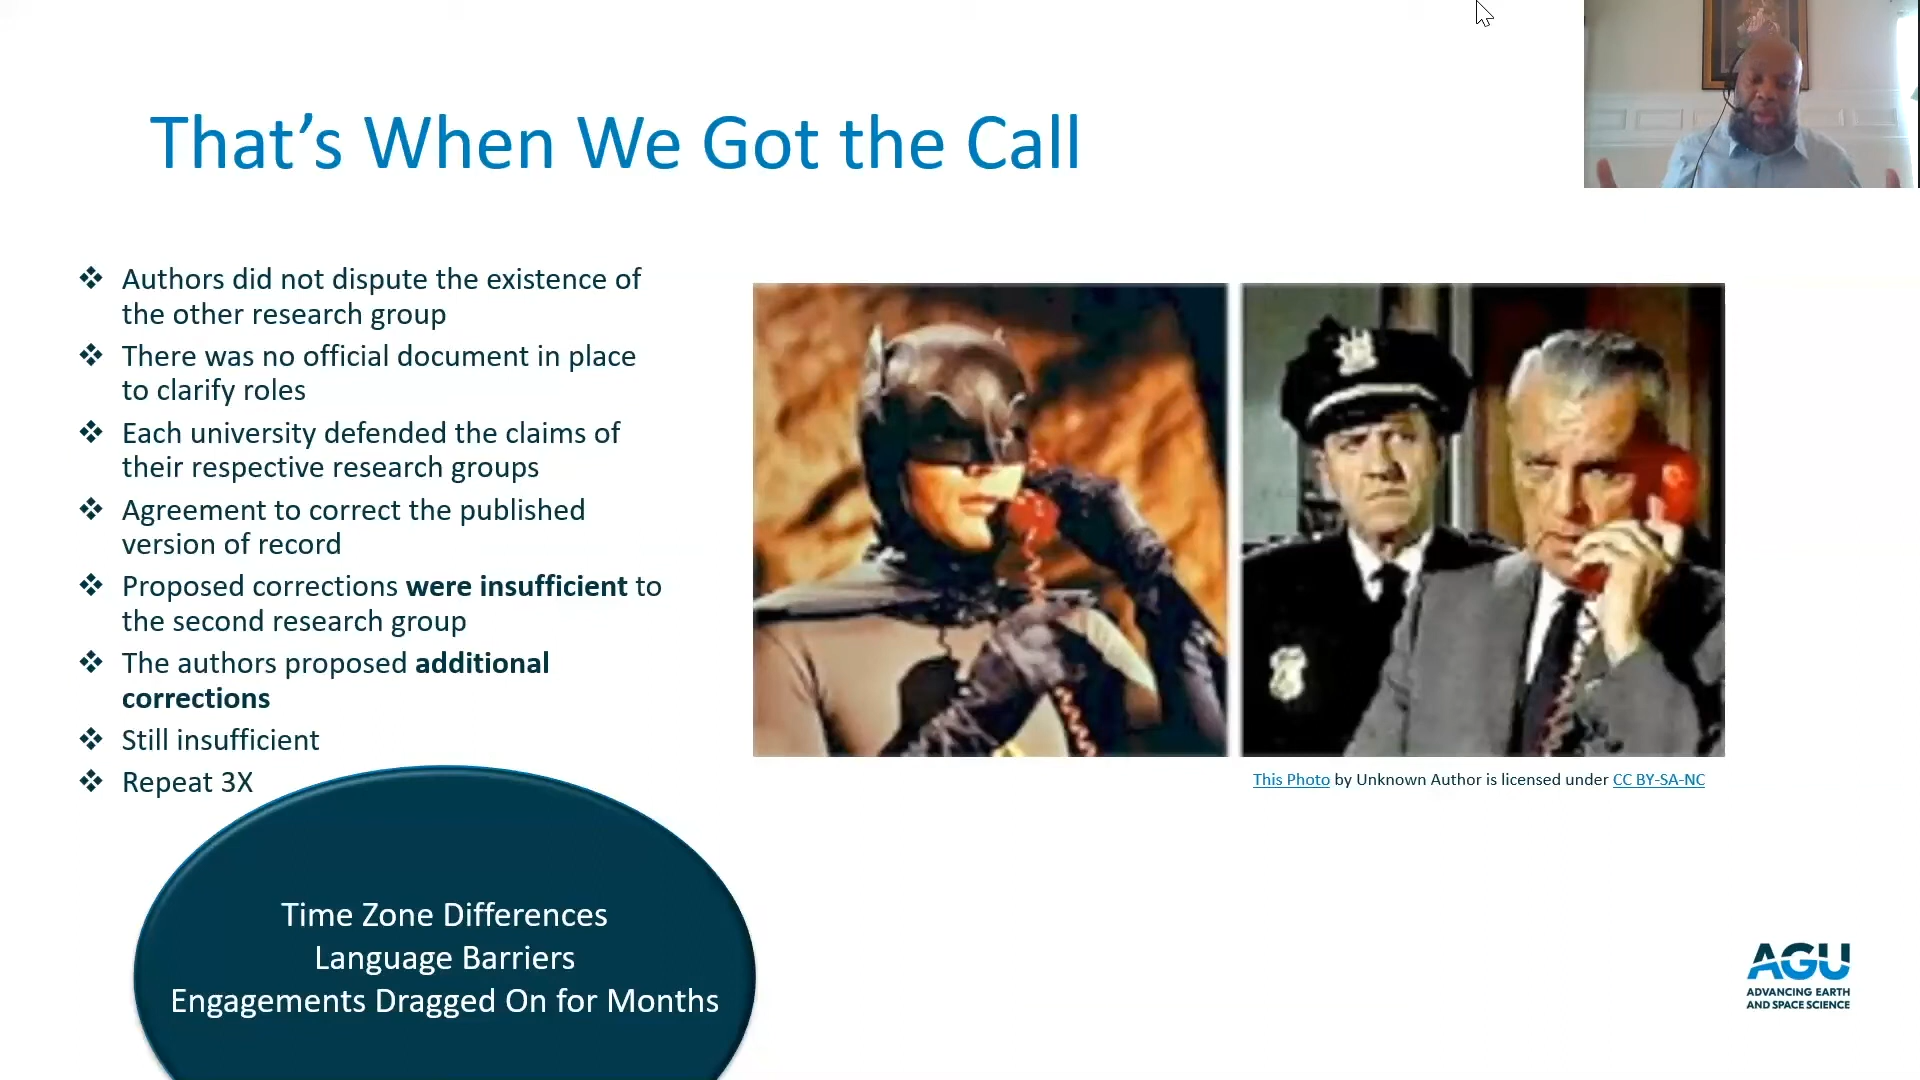 That's When We Got the Call
❖ Authors did not dispute the existence of
the other research group
❖ There was no official document in place
to clarify roles
❖ Each university defended the claims of
their respective research groups
❖ Agreement to correct the published
version of record
❖ Proposed corrections were insufficient to
the second research group
❖ The authors proposed additional
corrections
❖ Still insufficient
❖ Repeat 3X
This Photo by Unknown Author is licensed under CC BY-SA-NC
Time Zone Differences
Language Barriers
Engagements Dragged On for Months
AGU
ADVANCING EARTH
AND SPACE SCIENCE